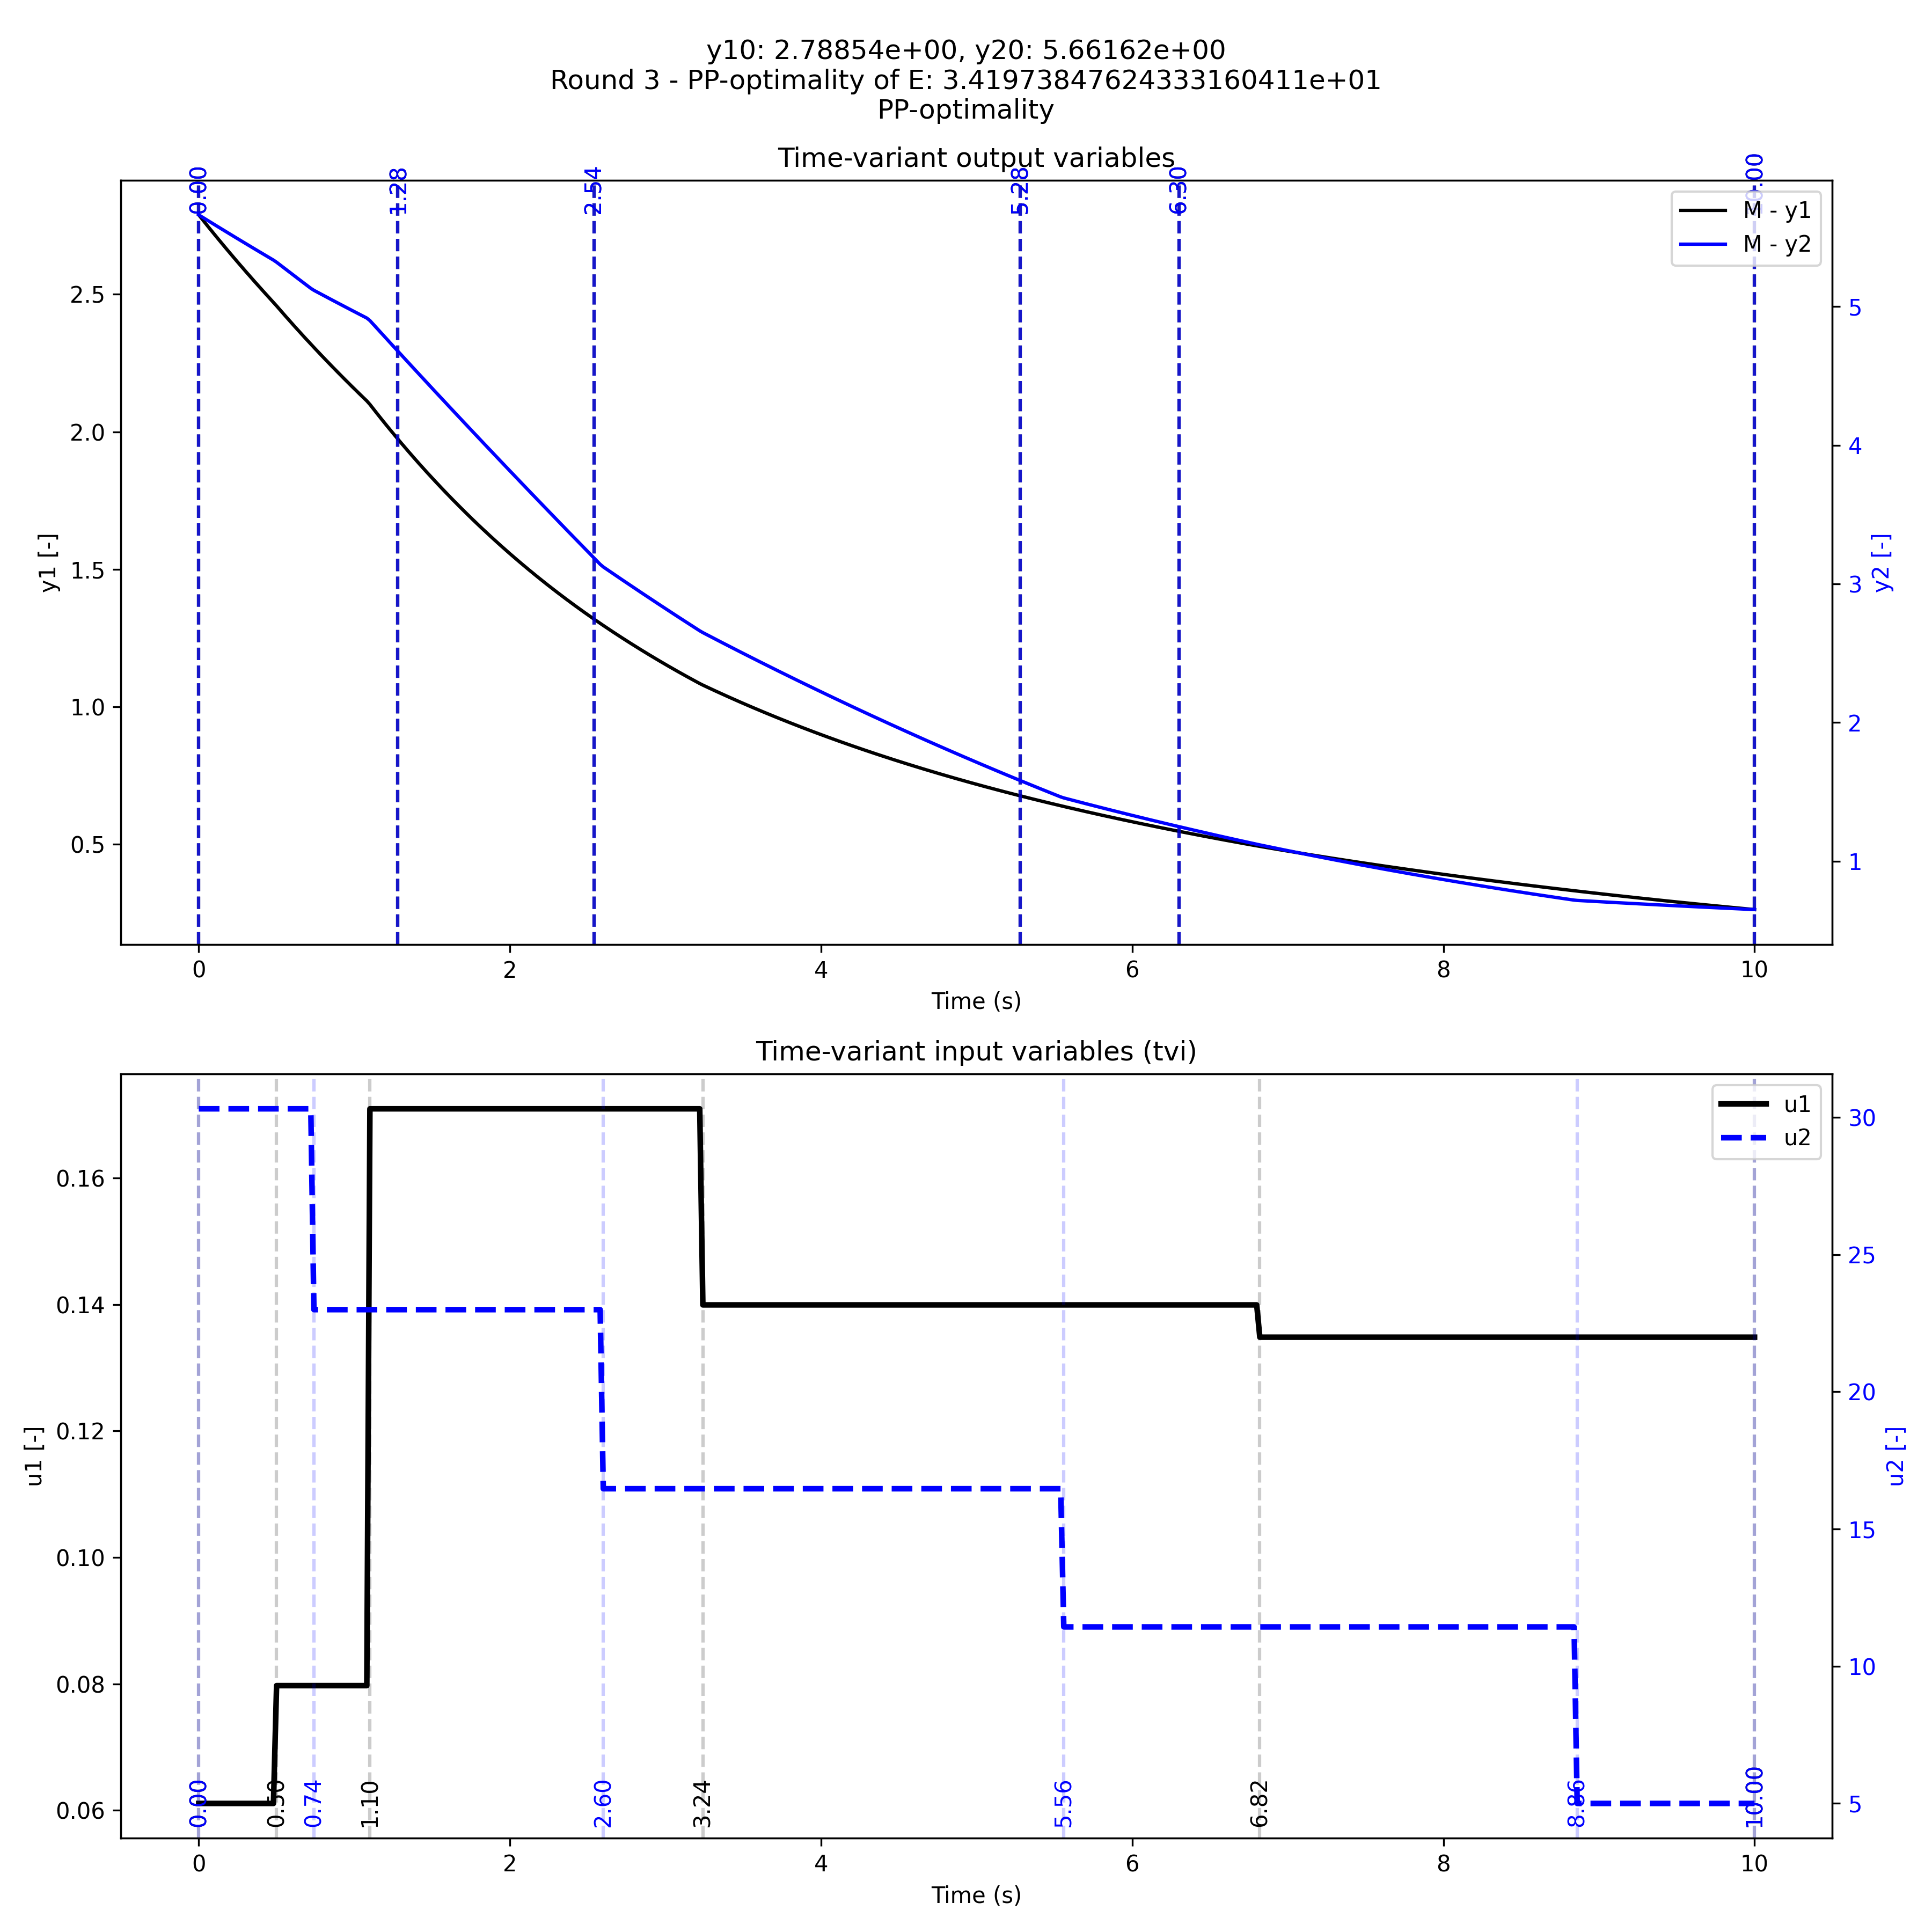 y10: 2.78854e+00, y20: 5.66162e+00
Round 3 - PP-optimality of E: 3.41973847624333160411e+01
PP-optimality
Time-variant output variables
0.00
1.28
2.54
5.28
6.30
M - y1
M - y2
2.5
2.0
1.5
1.0
0.5
y1 [-]
5
4
3
2
1
y2 [-]
0 2 4 6 8 10
Time (s)
Time-variant input variables (tvi)
u1
u2
0.16
0.14
0.12
0.10
0.08
0.06
u1 [-]
30
25
20
15
10
5
u2 [-]
0.00
0.50
0.74
1.10
2.60
3.24
5.56
6.82
8.86
10.00
0 2 4 6 8 10
Time (s)